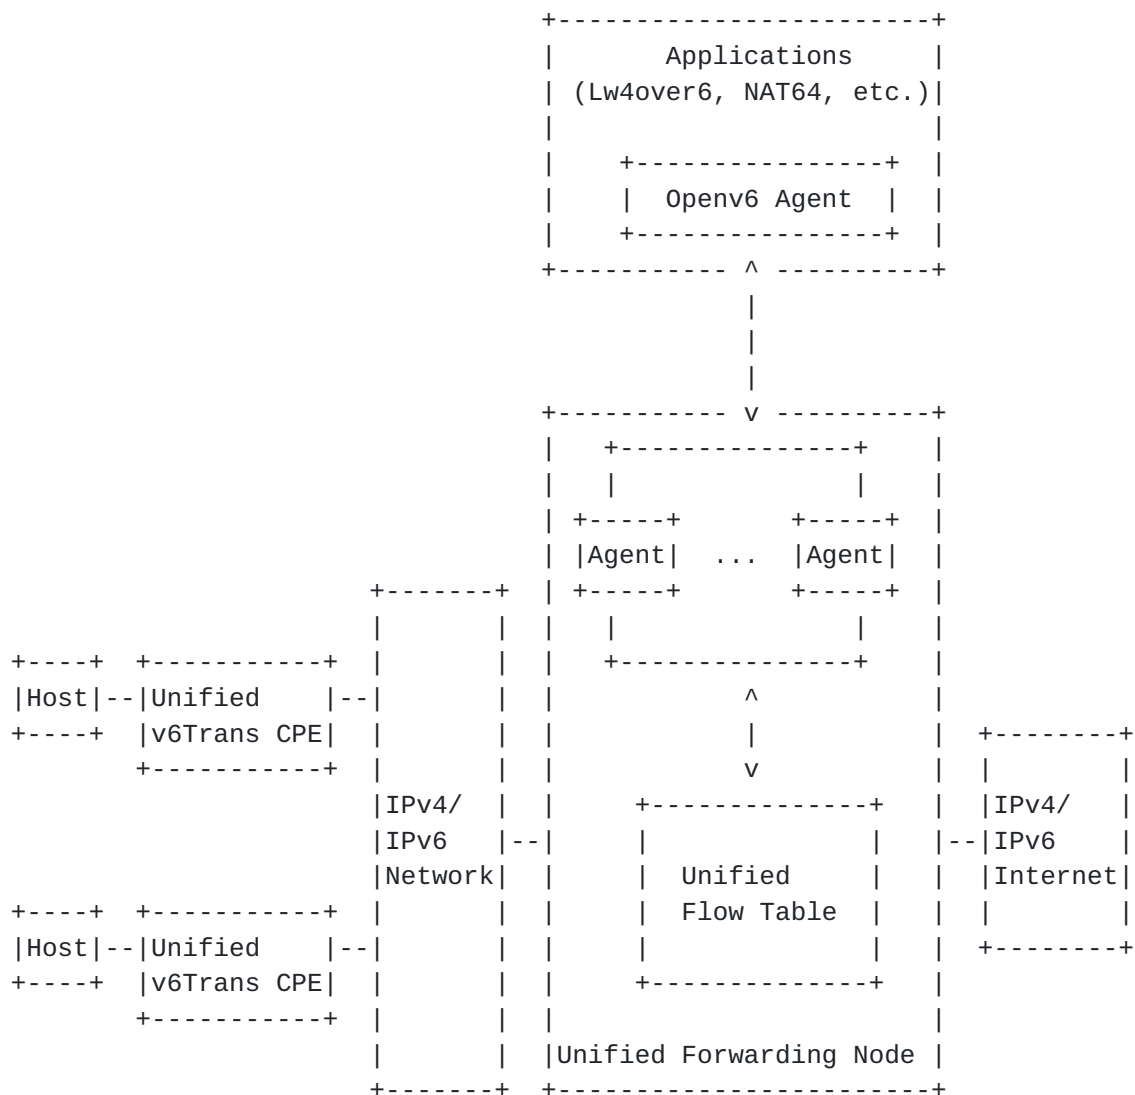 Applications
(Lw4over6, NAT64, etc.)
Openv6 Agent
Agent ... Agent
Host Unified
v6Trans CPE
IPv4/
IPv6
Network
Unified
Flow Table
IPv4/
IPv6
Internet
Host Unified
v6Trans CPE
Unified Forwarding Node